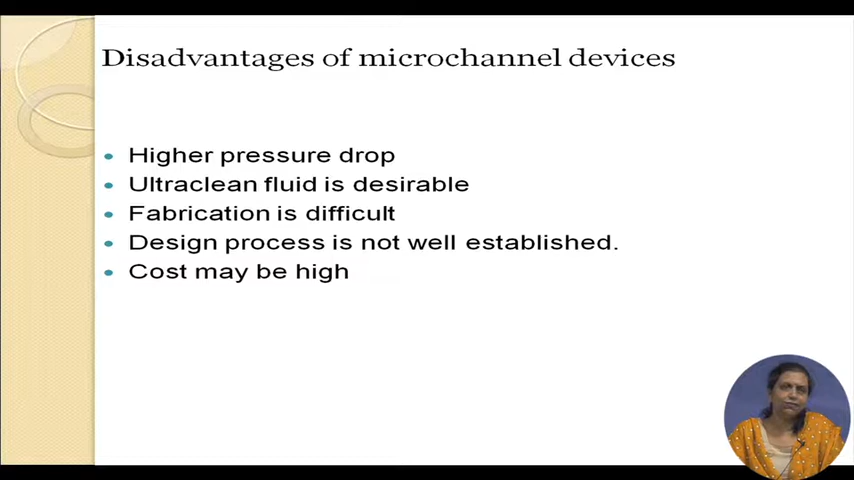 Disadvantages of microchannel devices
• Higher pressure drop
• Ultraclean fluid is desirable
• Fabrication is difficult
• Design process is not well established.
• Cost may be high